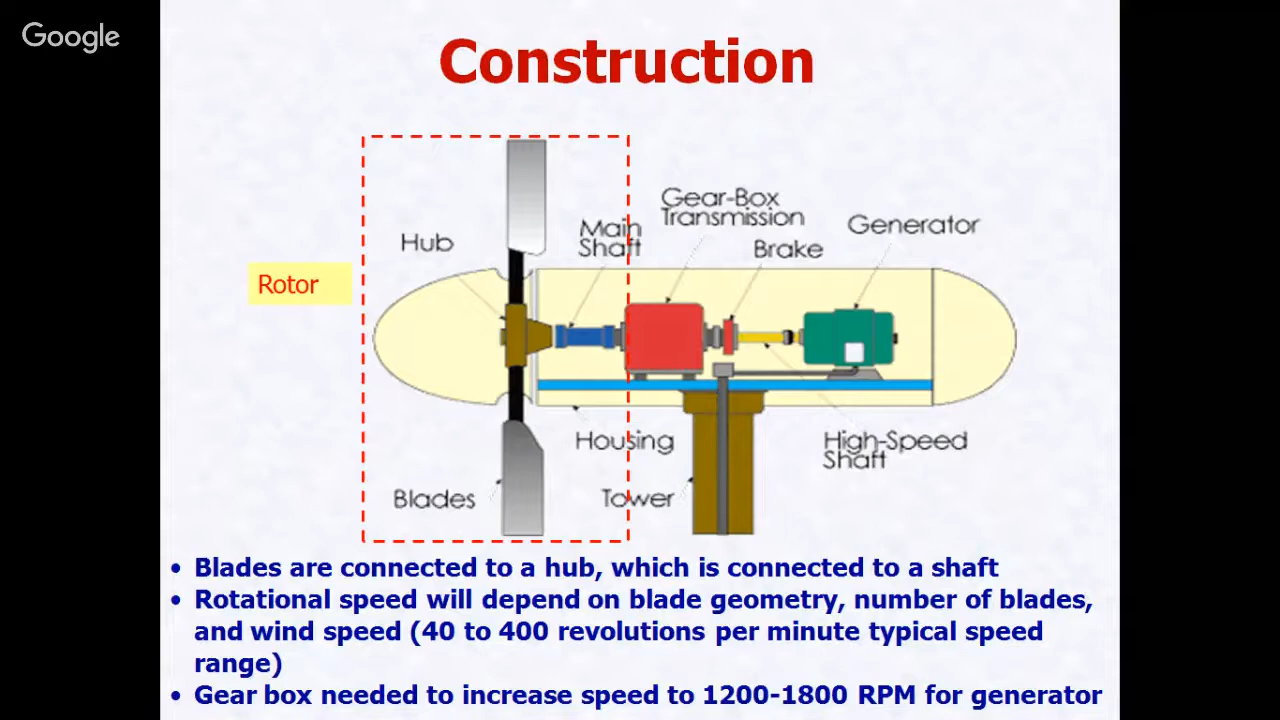 Google
Construction
Gear-Box
Transmission
Generator
Main
Shaft
Hub
Brake
Rotor
Housing
High-Speed
Shaft
Blades
Tower
• Blades are connected to a hub, which is connected to a shaft
• Rotational speed will depend on blade geometry, number of blades,
and wind speed (40 to 400 revolutions per minute typical speed
range)
• Gear box needed to increase speed to 1200-1800 RPM for generator